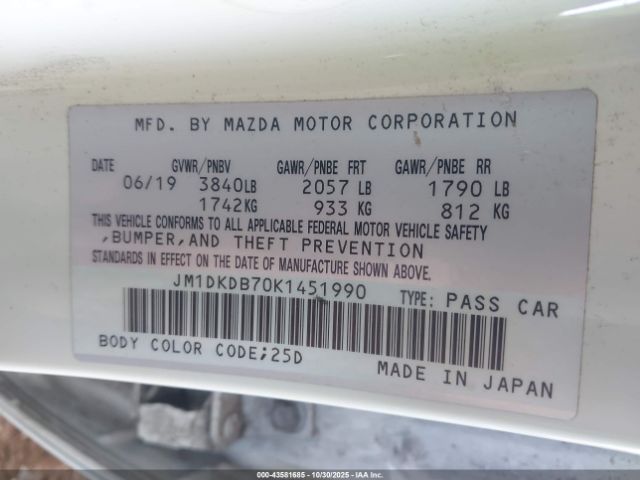 MFD. BY MAZDA MOTOR CORPORATION
DATE GVWR/PNBV GAWR/PNBE FRT GAWR/PNBE RR
06/19 3840LB 2057 LB 1790 LB
1742KG 933 KG 812 KG
THIS VEHICLE CONFORMS TO ALL APPLICABLE FEDERAL MOTOR VEHICLE SAFETY
,BUMPER,AND THEFT PREVENTION
STANDARDS IN EFFECT ON THE DATE OF MANUFACTURE SHOWN ABOVE.
JM1DKDB70K1451990 TYPE: PASS CAR
BODY COLOR CODE;25D
MADE IN JAPAN
000-43581685 - 10/30/2025 - IAA Inc.